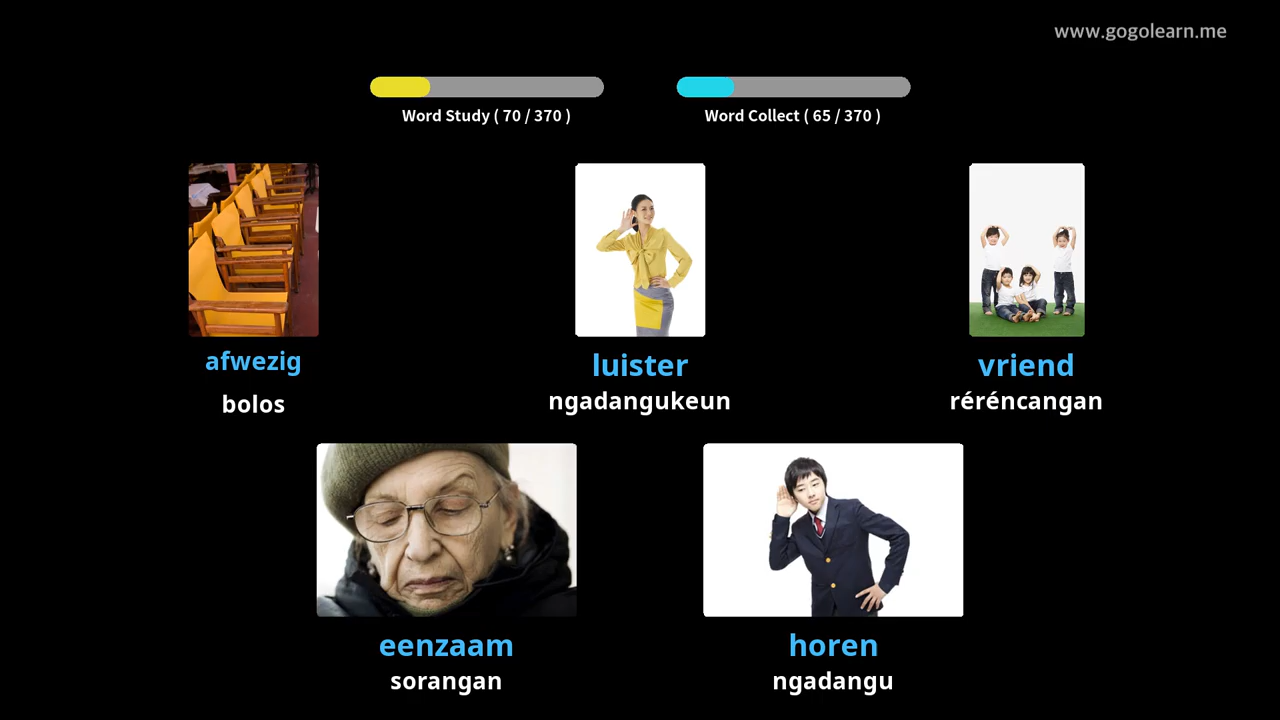 www.gogolearn.me
Word Study ( 70 / 370 )
Word Collect ( 65 / 370 )
afwezig
bolos
luister
ngadangukeun
vriend
réréncangan
eenzaam
sorangan
horen
ngadangu